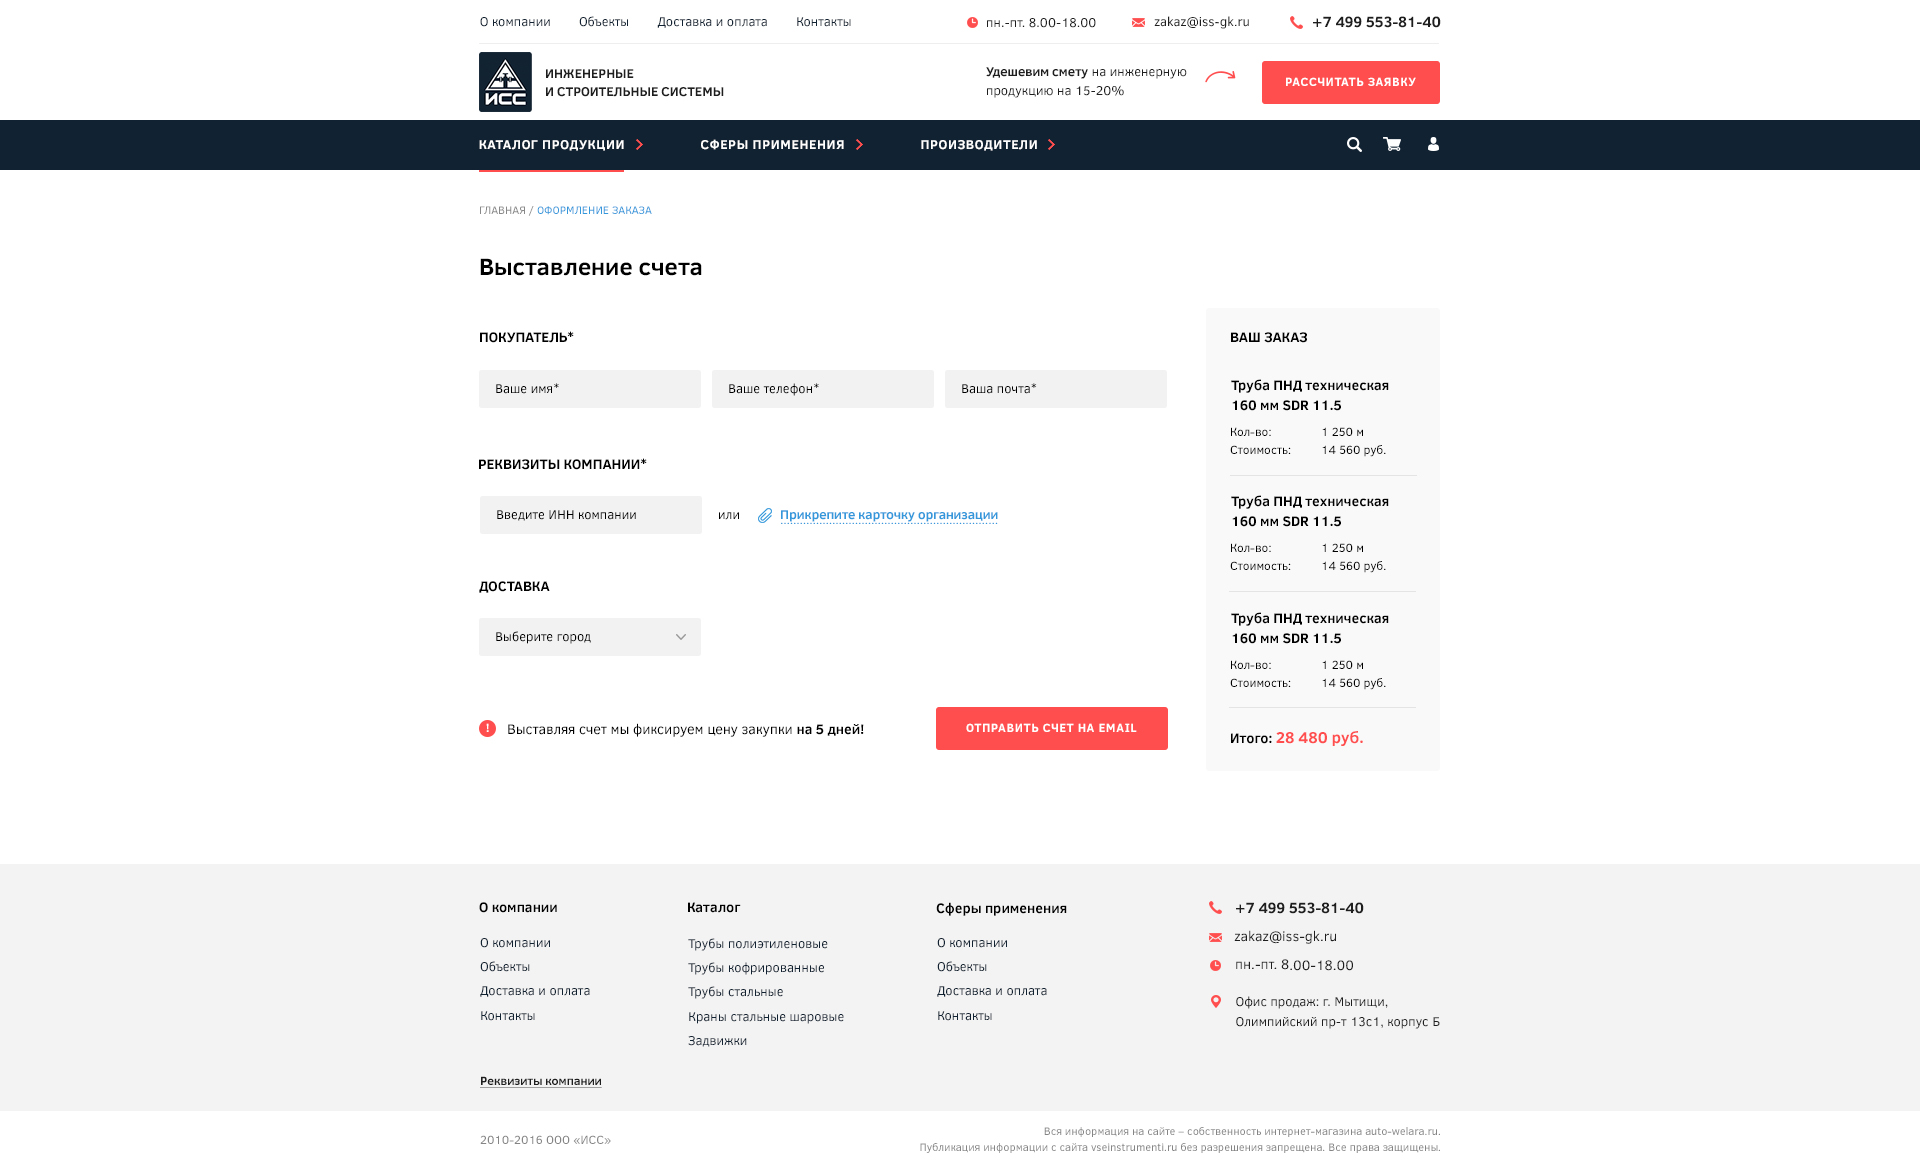 О компании
Объекты
Доставка и оплата
Контакты
пн.-пт. 8.00-18.00
zakaz@iss-gk.ru
+7 499 553-81-40
ИСС
ИНЖЕНЕРНЫЕ
И СТРОИТЕЛЬНЫЕ СИСТЕМЫ
Удешевим смету на инженерную
продукцию на 15-20%
РАССЧИТАТЬ ЗАЯВКУ
КАТАЛОГ ПРОДУКЦИИ
СФЕРЫ ПРИМЕНЕНИЯ
ПРОИЗВОДИТЕЛИ
ГЛАВНАЯ / ОФОРМЛЕНИЕ ЗАКАЗА
Выставление счета
ПОКУПАТЕЛЬ*
Ваше имя*
Ваше телефон*
Ваша почта*
РЕКВИЗИТЫ КОМПАНИИ*
Введите ИНН компании
или
Прикрепите карточку организации
ДОСТАВКА
Выберите город
Выставляя счет мы фиксируем цену закупки на 5 дней!
ОТПРАВИТЬ СЧЕТ НА EMAIL
ВАШ ЗАКАЗ
Труба ПНД техническая
160 мм SDR 11.5
Кол-во: 1 250 м
Стоимость: 14 560 руб.
Труба ПНД техническая
160 мм SDR 11.5
Кол-во: 1 250 м
Стоимость: 14 560 руб.
Труба ПНД техническая
160 мм SDR 11.5
Кол-во: 1 250 м
Стоимость: 14 560 руб.
Итого: 28 480 руб.
О компании
О компании
Объекты
Доставка и оплата
Контакты
Реквизиты компании
Каталог
Трубы полиэтиленовые
Трубы кофрированные
Трубы стальные
Краны стальные шаровые
Задвижки
Сферы применения
О компании
Объекты
Доставка и оплата
Контакты
+7 499 553-81-40
zakaz@iss-gk.ru
пн.-пт. 8.00-18.00
Офис продаж: г. Мытищи,
Олимпийский пр-т 13с1, корпус Б
2010-2016 ООО «ИСС»
Вся информация на сайте – собственность интернет-магазина auto-welara.ru.
Публикация информации с сайта vseinstrumenti.ru без разрешения запрещена. Все права защищены.